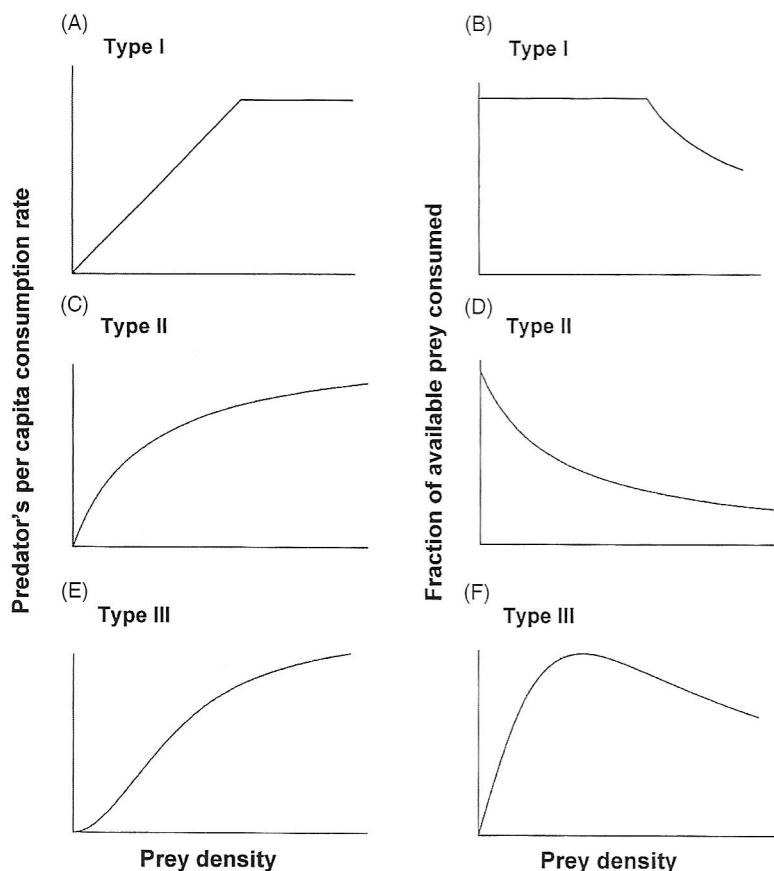 (A)
Type I
(B)
Type I
(C)
Type II
(D)
Type II
(E)
Type III
(F)
Type III
Predator's per capita consumption rate
Fraction of available prey consumed
Prey density
Prey density